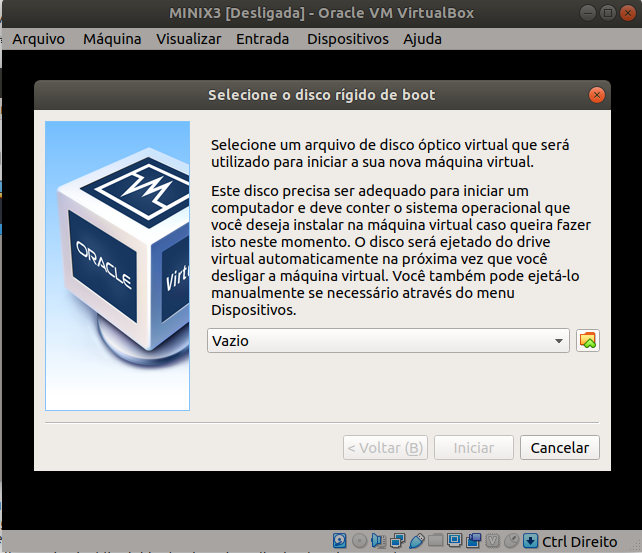 MINIX3 [Desligada] - Oracle VM VirtualBox
Arquivo Máquina Visualizar Entrada Dispositivos Ajuda
Selecione o disco rígido de boot
ORACLE
Virtu
Selecione um arquivo de disco óptico virtual que será
utilizado para iniciar a sua nova máquina virtual.
Este disco precisa ser adequado para iniciar um
computador e deve conter o sistema operacional que
você deseja instalar na máquina virtual caso queira fazer
isto neste momento. O disco será ejetado do drive
virtual automaticamente na próxima vez que você
desligar a máquina virtual. Você também pode ejetá-lo
manualmente se necessário através do menu
Dispositivos.
Vazio
< Voltar (B) Iniciar Cancelar
Ctrl Direito